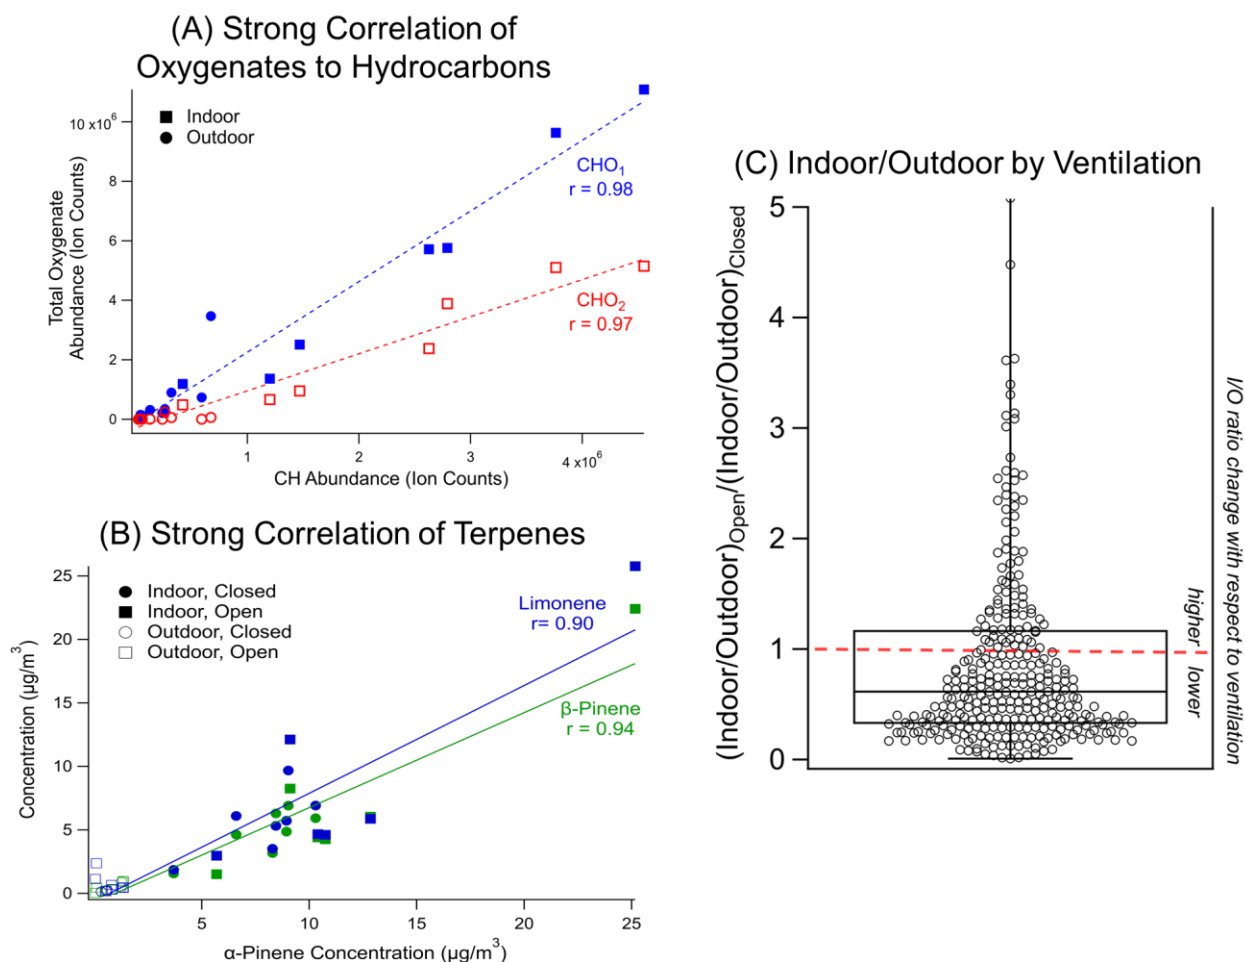 (A) Strong Correlation of
Oxygenates to Hydrocarbons
10 x10⁶
8
6
4
2
0
Total Oxygenate
Abundance (Ion Counts)
Indoor
Outdoor
CHO₁
r = 0.98
CHO₂
r = 0.97
1
2
3
4 x10⁶
CH Abundance (Ion Counts)
(B) Strong Correlation of Terpenes
25
20
15
10
5
0
Concentration (µg/m³)
Indoor, Closed
Indoor, Open
Outdoor, Closed
Outdoor, Open
Limonene
r= 0.90
β-Pinene
r = 0.94
5
10
15
20
25
α-Pinene Concentration (µg/m³)
(C) Indoor/Outdoor by Ventilation
5
4
3
2
1
0
(Indoor/Outdoor)Open/(Indoor/Outdoor)Closed
higher
lower
I/O ratio change with respect to ventilation